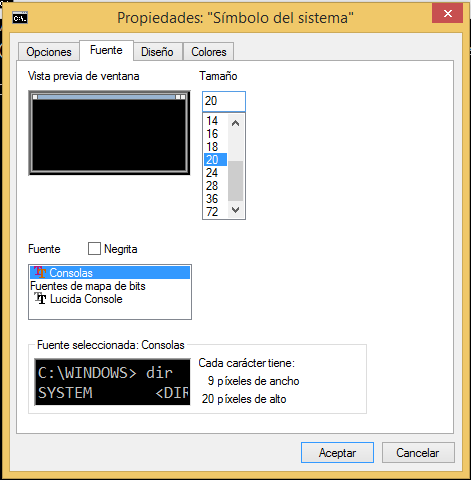 C:\.
Propiedades: "Símbolo del sistema"
Opciones
Fuente
Diseño
Colores
Vista previa de ventana
Tamaño
20
14
16
18
20
24
28
36
72
Fuente
Negrita
Consolas
Fuentes de mapa de bits
Lucida Console
Fuente seleccionada: Consolas
C:\WINDOWS> dir
SYSTEM <DIR
Cada carácter tiene:
9 píxeles de ancho
20 píxeles de alto
Aceptar
Cancelar